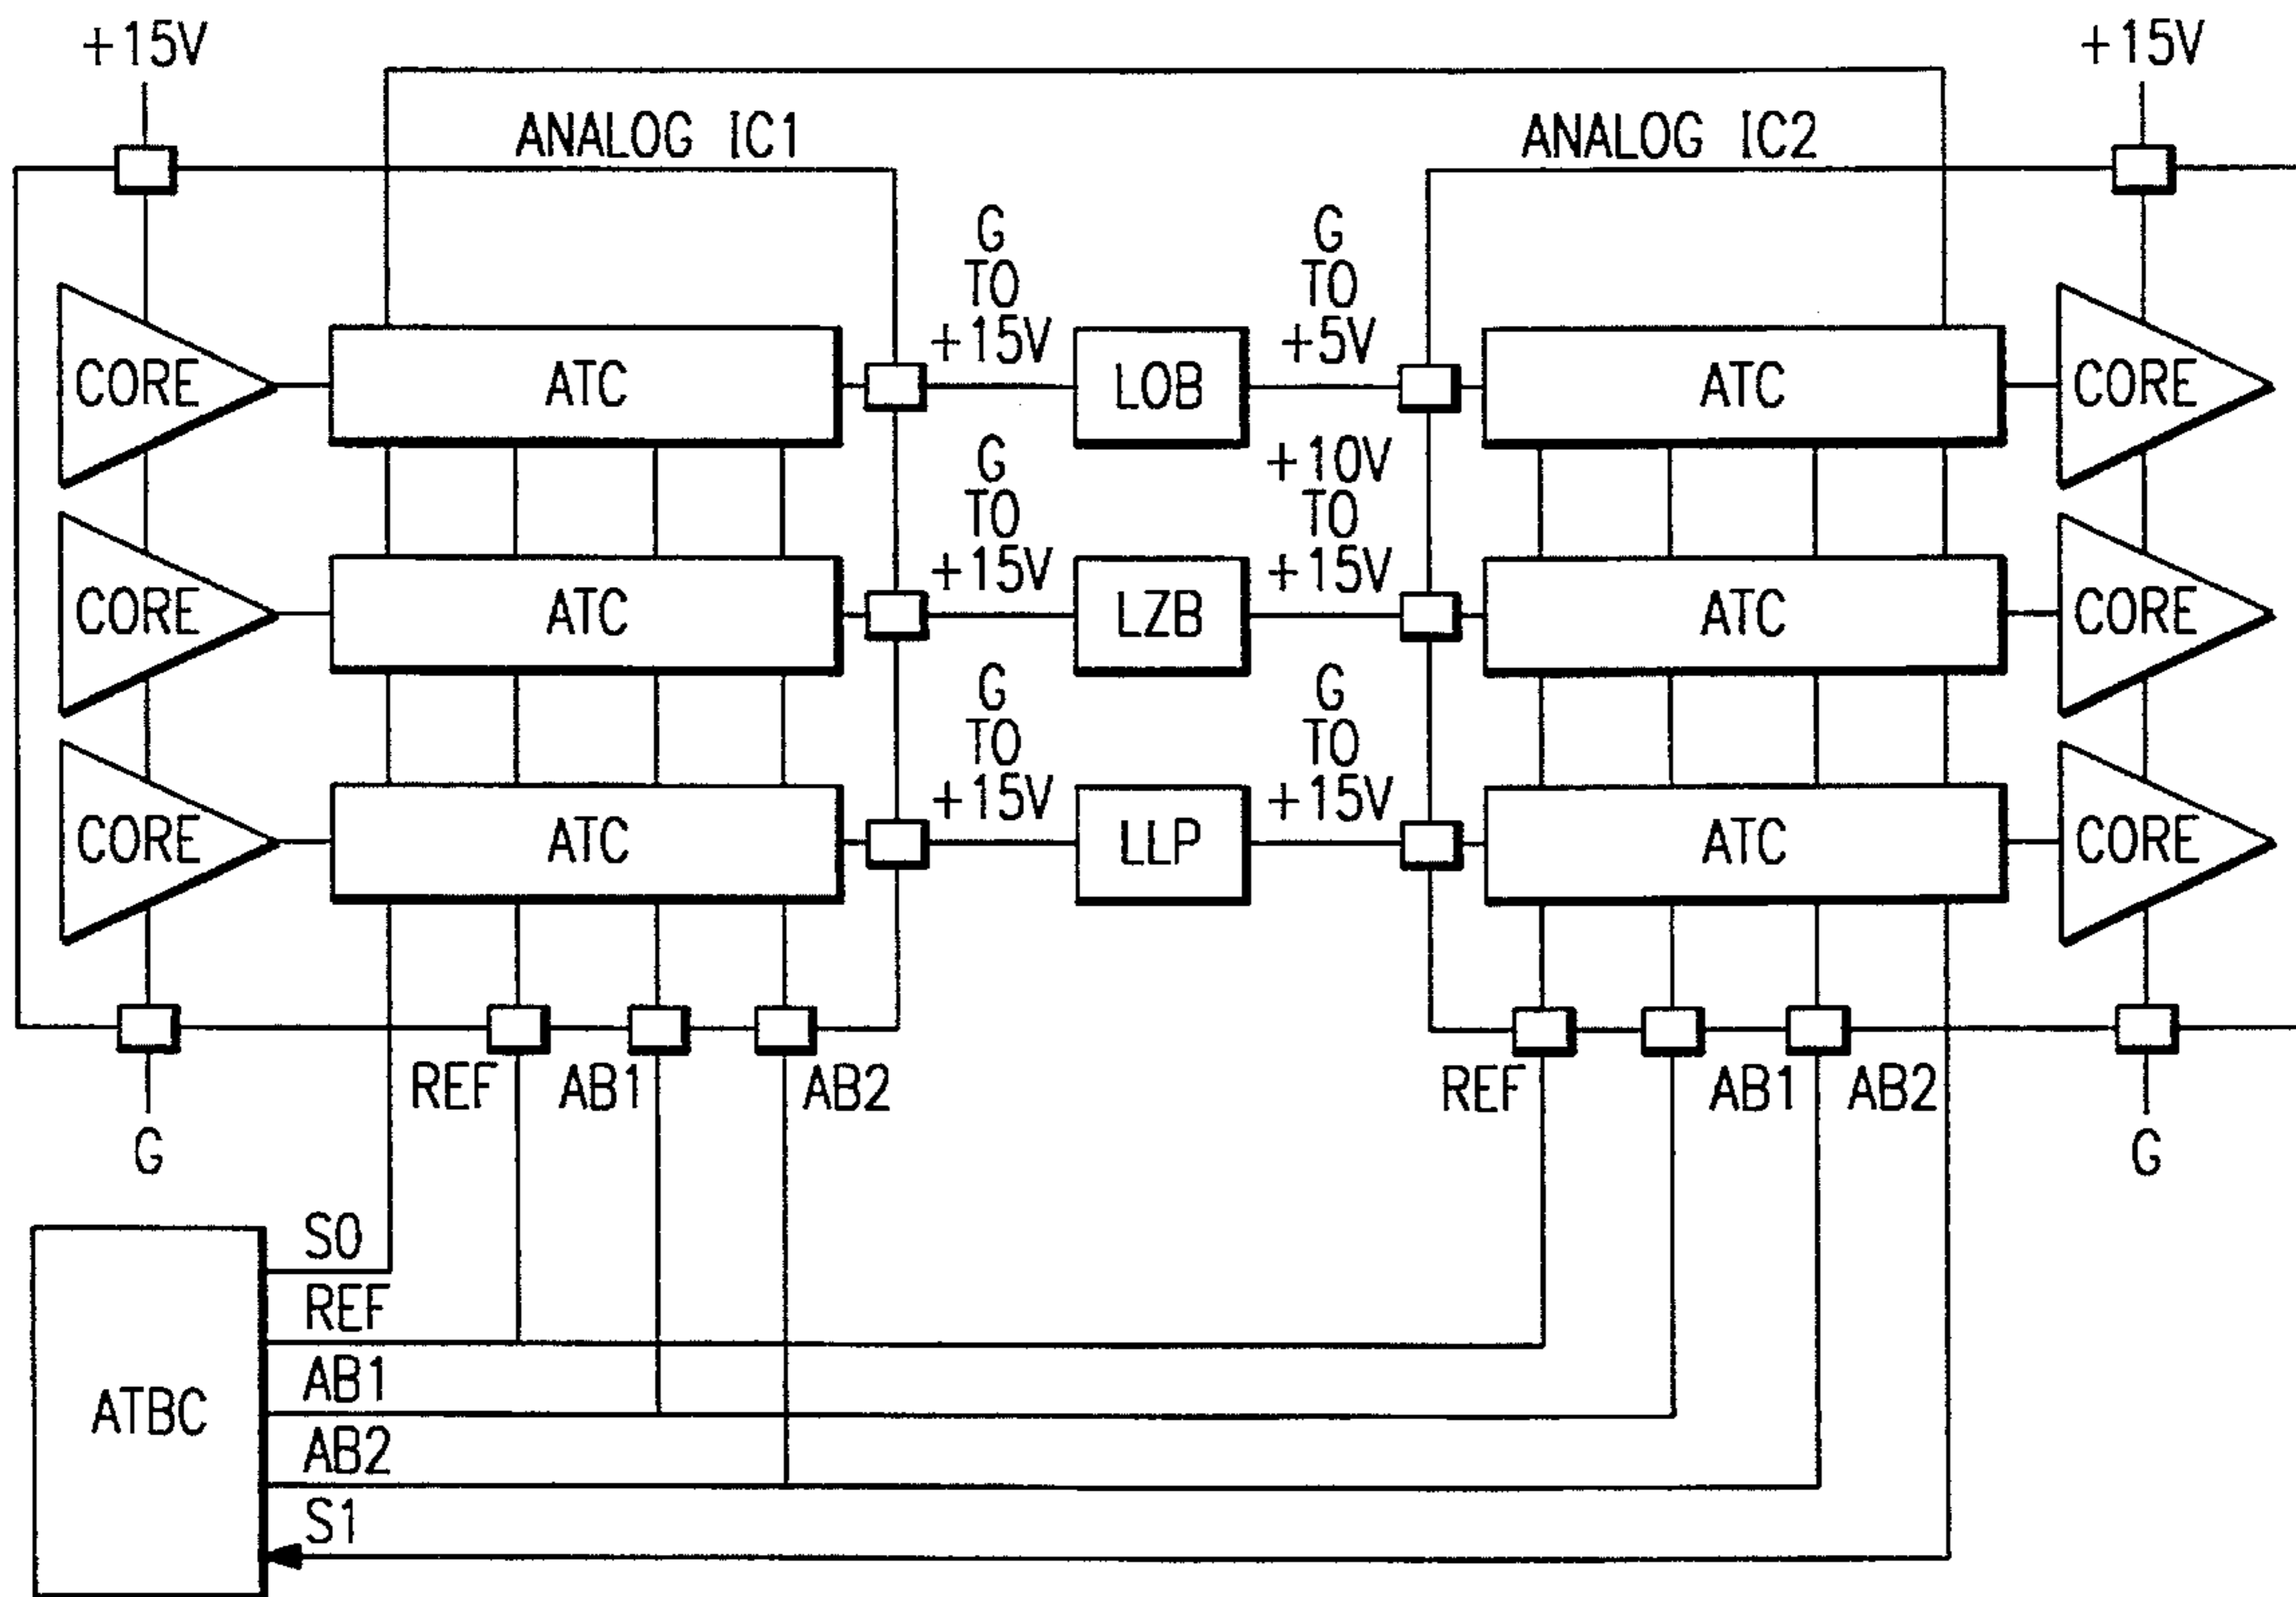 +15V
+15V
ANALOG IC1
ANALOG IC2
G
TO
+15V
G
TO
+5V
CORE
ATC
LOB
ATC
CORE
G
TO
+15V
+10V
TO
+15V
CORE
ATC
LZB
ATC
CORE
G
TO
+15V
G
TO
+15V
CORE
ATC
LLP
ATC
CORE
REF
AB1
AB2
REF
AB1
AB2
G
G
S0
REF
AB1
ATBC
AB2
S1